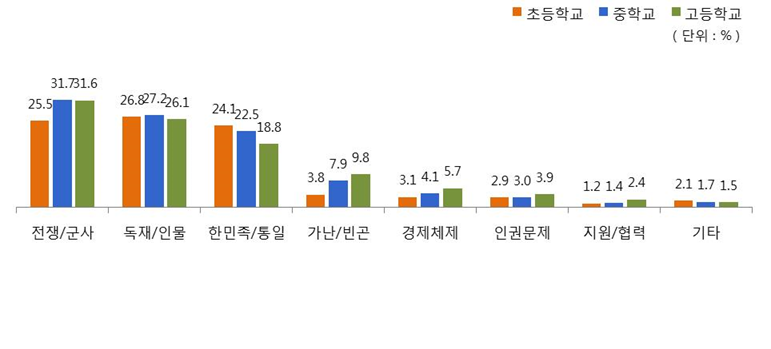 초등학교 중학교 고등학교
( 단위 : % )
25.5 31.7 31.6 26.8 27.2 26.1 24.1 22.5 18.8 3.8 7.9 9.8 3.1 4.1 5.7 2.9 3.0 3.9 1.2 1.4 2.4 2.1 1.7 1.5
전쟁/군사 독재/인물 한민족/통일 가난/빈곤 경제체제 인권문제 지원/협력 기타